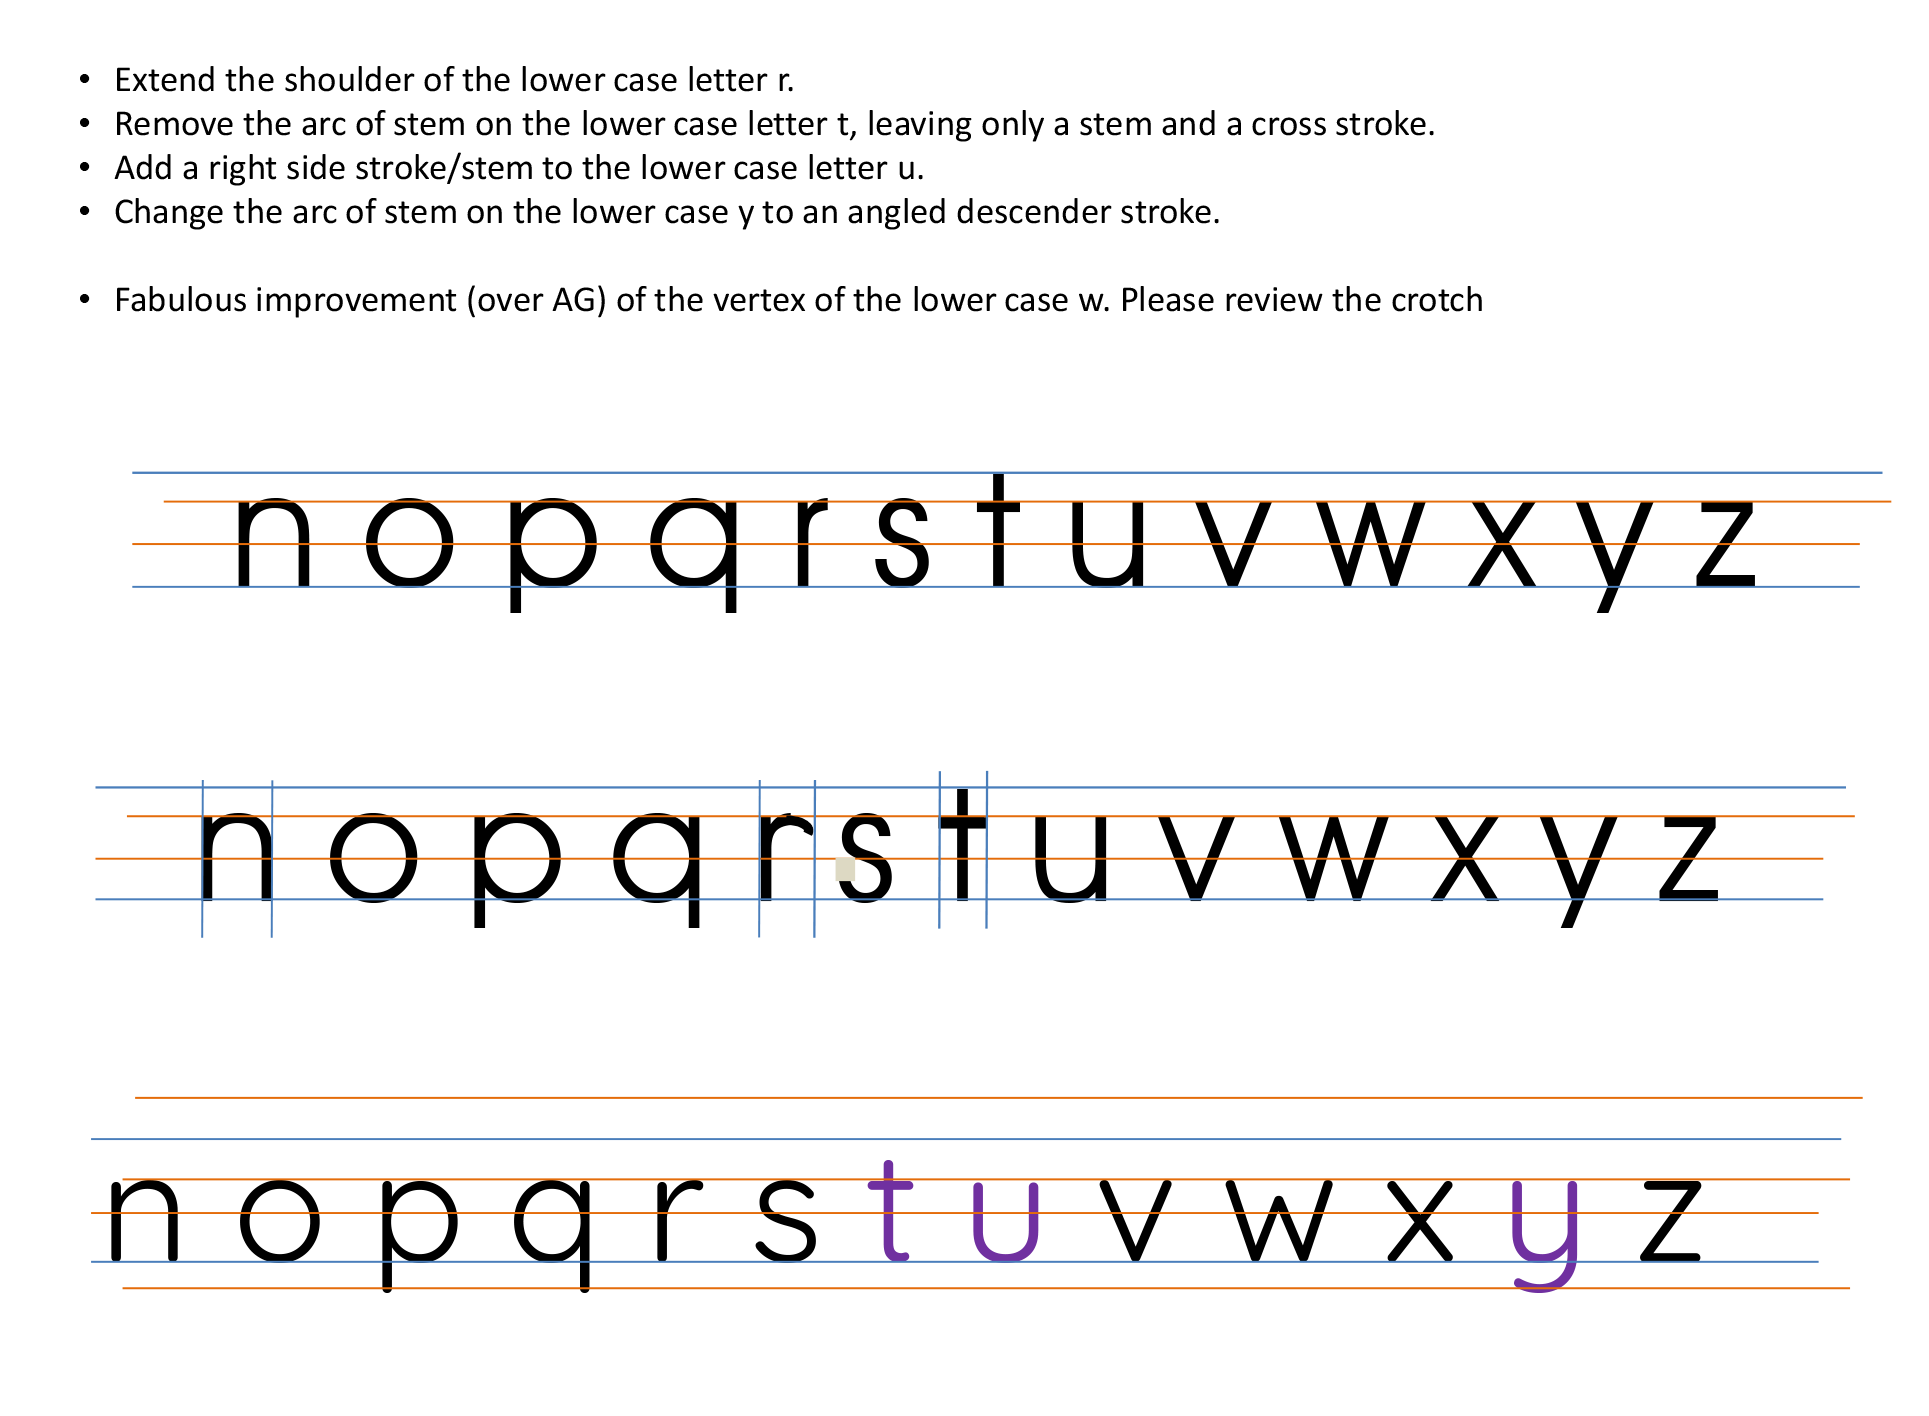 • Extend the shoulder of the lower case letter r.
• Remove the arc of stem on the lower case letter t, leaving only a stem and a cross stroke.
• Add a right side stroke/stem to the lower case letter u.
• Change the arc of stem on the lower case y to an angled descender stroke.
• Fabulous improvement (over AG) of the vertex of the lower case w. Please review the crotch
n o p q r s t u v w x y z
n o p q r s t u v w x y z
n o p q r s t u v w x y z